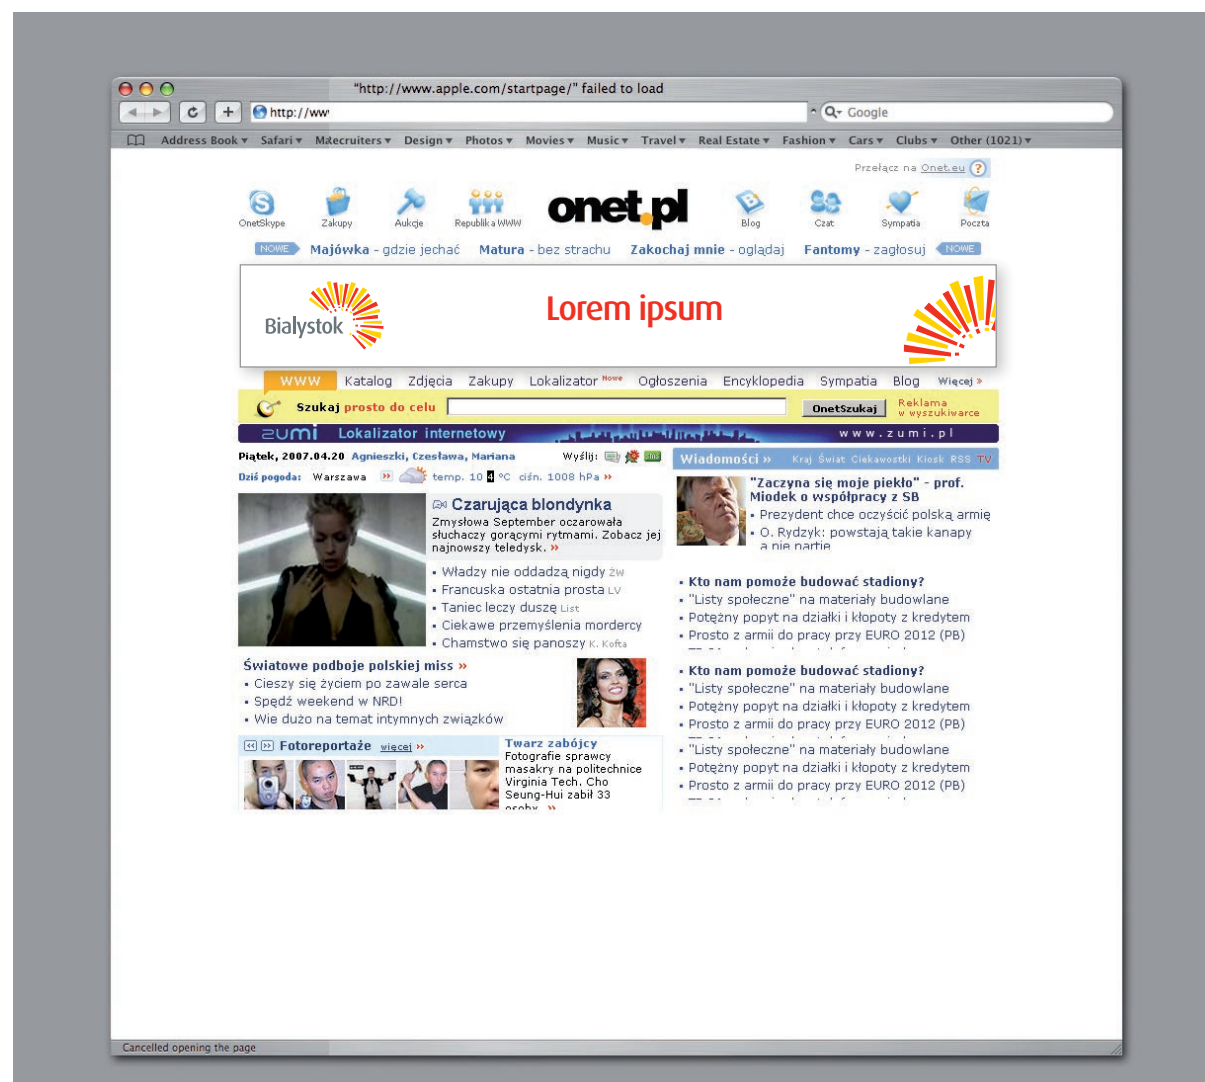 "http://www.apple.com/startpage/" failed to load
http://ww
Google
Address Book Safari Recruiters Design Photos Movies Music Travel Real Estate Fashion Cars Clubs Other (1021)
Przełącz na Onet.eu ?
onet.pl
OnetSkype Zakupy Aukcje Republika WWW Blog Czat Sympatia Poczta
NOWE Majówka - gdzie jechać Matura - bez strachu Zakochaj mnie - oglądaj Fantomy - zagłosuj NOWE
Lorem ipsum
Bialystok
WWW Katalog Zdjęcia Zakupy Lokalizator Nowe Ogłoszenia Encyklopedia Sympatia Blog Więcej »
Szukaj prosto do celu OnetSzukaj Reklama
w wyszukiwarce
zumi Lokalizator internetowy www.zumi.pl
Piątek, 2007.04.20 Agnieszki, Czesława, Mariana Wyślij: sms
Dziś pogoda: Warszawa » temp. 10 4 °C ciśn. 1008 hPa »
Czarująca blondynka
Zmysłowa September oczarowała
słuchaczy gorącymi rytmami. Zobacz jej
najnowszy teledysk. »
▪ Władzy nie oddadzą nigdy ŻW
▪ Francuska ostatnia prosta LV
▪ Taniec leczy duszę List
▪ Ciekawe przemyślenia mordercy
▪ Chamstwo się panoszy K. Kofta
Światowe podboje polskiej miss »
▪ Cieszy się życiem po zawale serca
▪ Spędź weekend w NRD!
▪ Wie dużo na temat intymnych związków
Fotoreportaże więcej »
Twarz zabójcy
Fotografie sprawcy
masakry na politechnice
Virginia Tech. Cho
Seung-Hui zabił 33
osoby. »
Wiadomości » Kraj Świat Ciekawostki Kiosk RSS TV
"Zaczyna się moje piekło" - prof.
Miodek o współpracy z SB
▪ Prezydent chce oczyścić polską armię
▪ O. Rydzyk: powstają takie kanapy
a nie partie
▪ Kto nam pomoże budować stadiony?
▪ "Listy społeczne" na materiały budowlane
▪ Potężny popyt na działki i kłopoty z kredytem
▪ Prosto z armii do pracy przy EURO 2012 (PB)
▪ Kto nam pomoże budować stadiony?
▪ "Listy społeczne" na materiały budowlane
▪ Potężny popyt na działki i kłopoty z kredytem
▪ Prosto z armii do pracy przy EURO 2012 (PB)
▪ "Listy społeczne" na materiały budowlane
▪ Potężny popyt na działki i kłopoty z kredytem
▪ Prosto z armii do pracy przy EURO 2012 (PB)
Cancelled opening the page